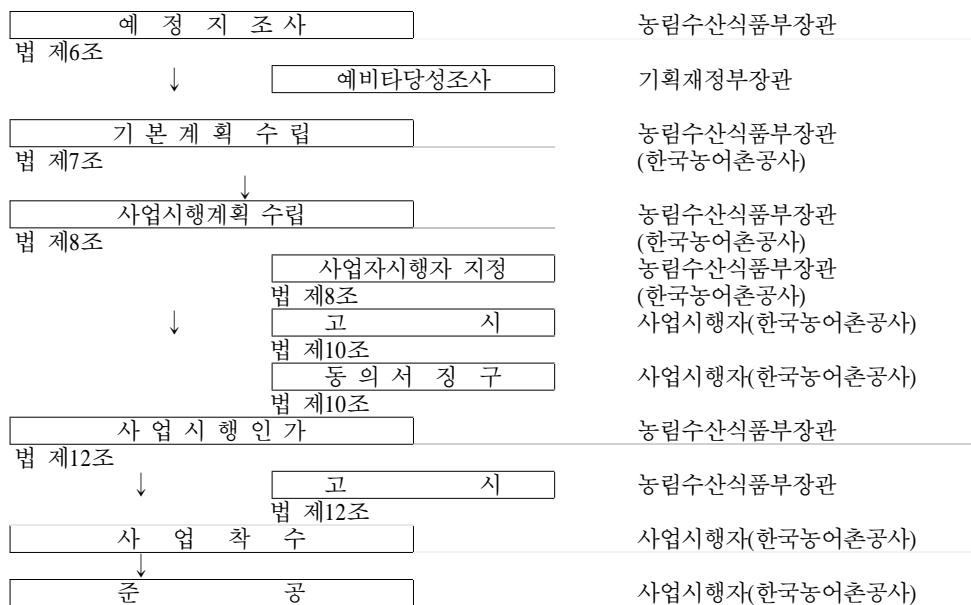 예 정 지 조 사 농림수산식품부장관
법 제6조
↓ 예비타당성조사 기획재정부장관
기 본 계 획 수 립 농림수산식품부장관
법 제7조 (한국농어촌공사)
↓
사업시행계획 수립 농림수산식품부장관
법 제8조 (한국농어촌공사)
사업자시행자 지정 농림수산식품부장관
법 제8조 (한국농어촌공사)
↓ 고 시 사업시행자(한국농어촌공사)
법 제10조
동 의 서 징 구 사업시행자(한국농어촌공사)
법 제10조
사 업 시 행 인 가 농림수산식품부장관
법 제12조
↓ 고 시 농림수산식품부장관
법 제12조
사 업 착 수 사업시행자(한국농어촌공사)
↓
준 공 사업시행자(한국농어촌공사)